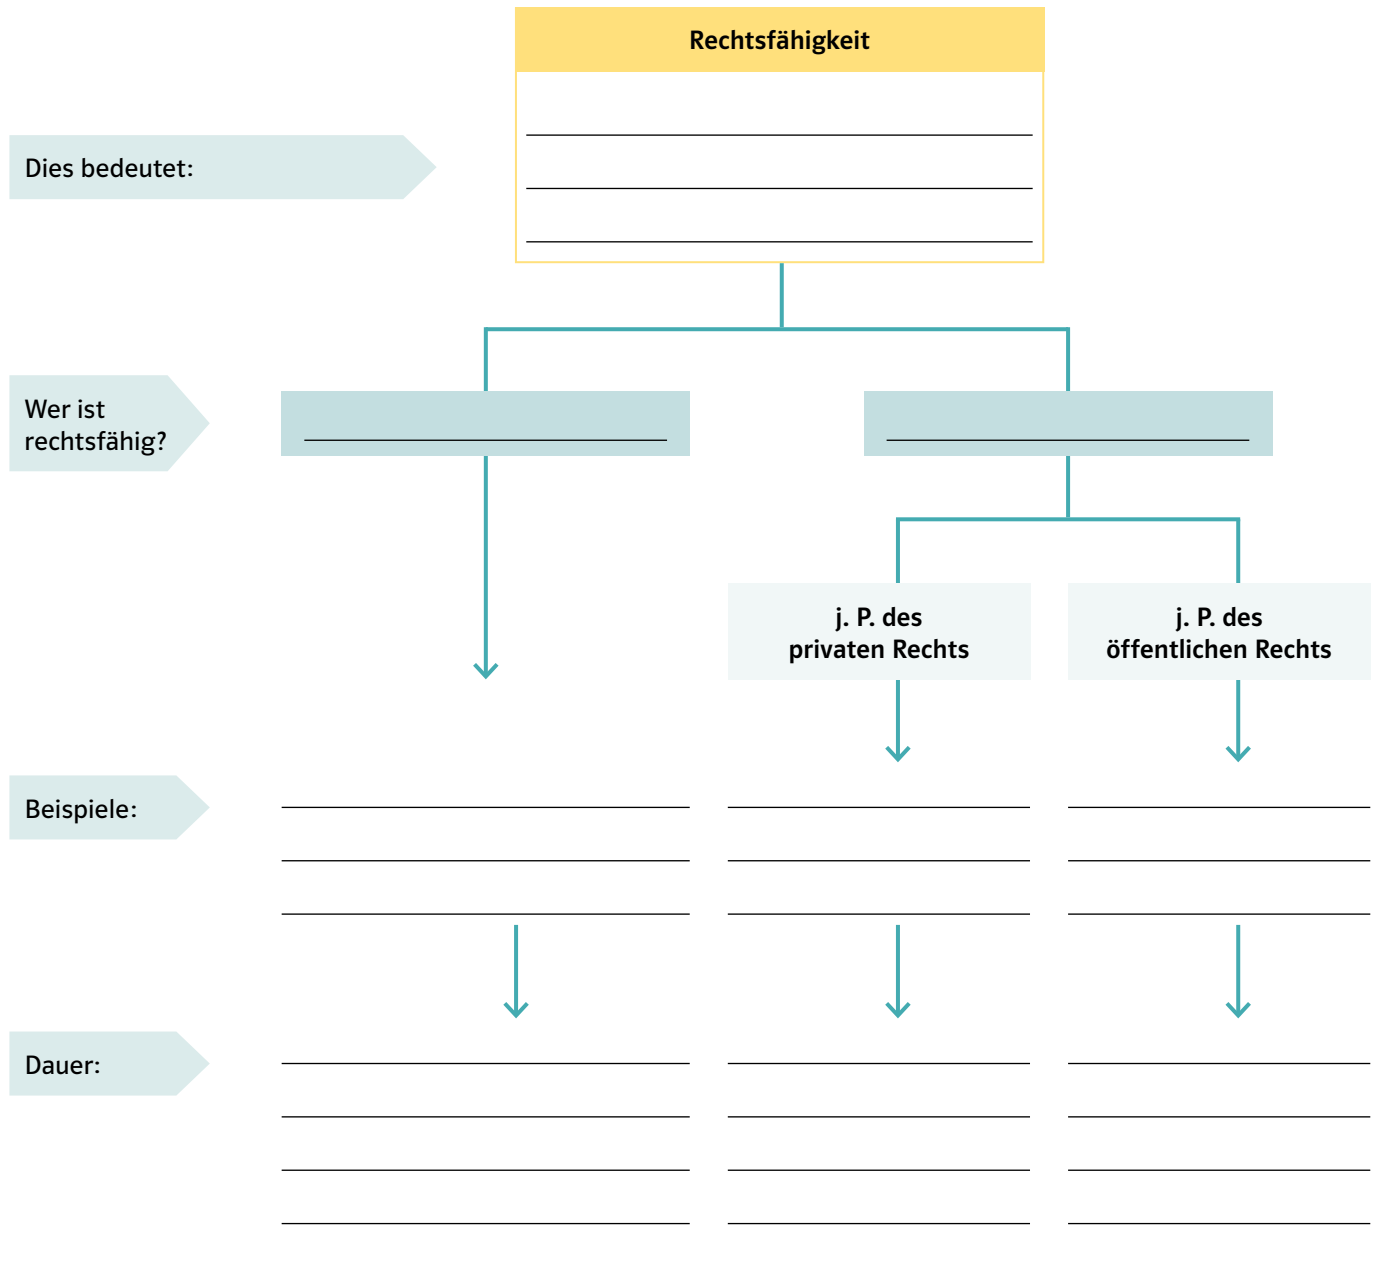 Rechtsfähigkeit
Dies bedeutet:
Wer ist
rechtsfähig?
j. P. des
privaten Rechts
j. P. des
öffentlichen Rechts
Beispiele:
Dauer: